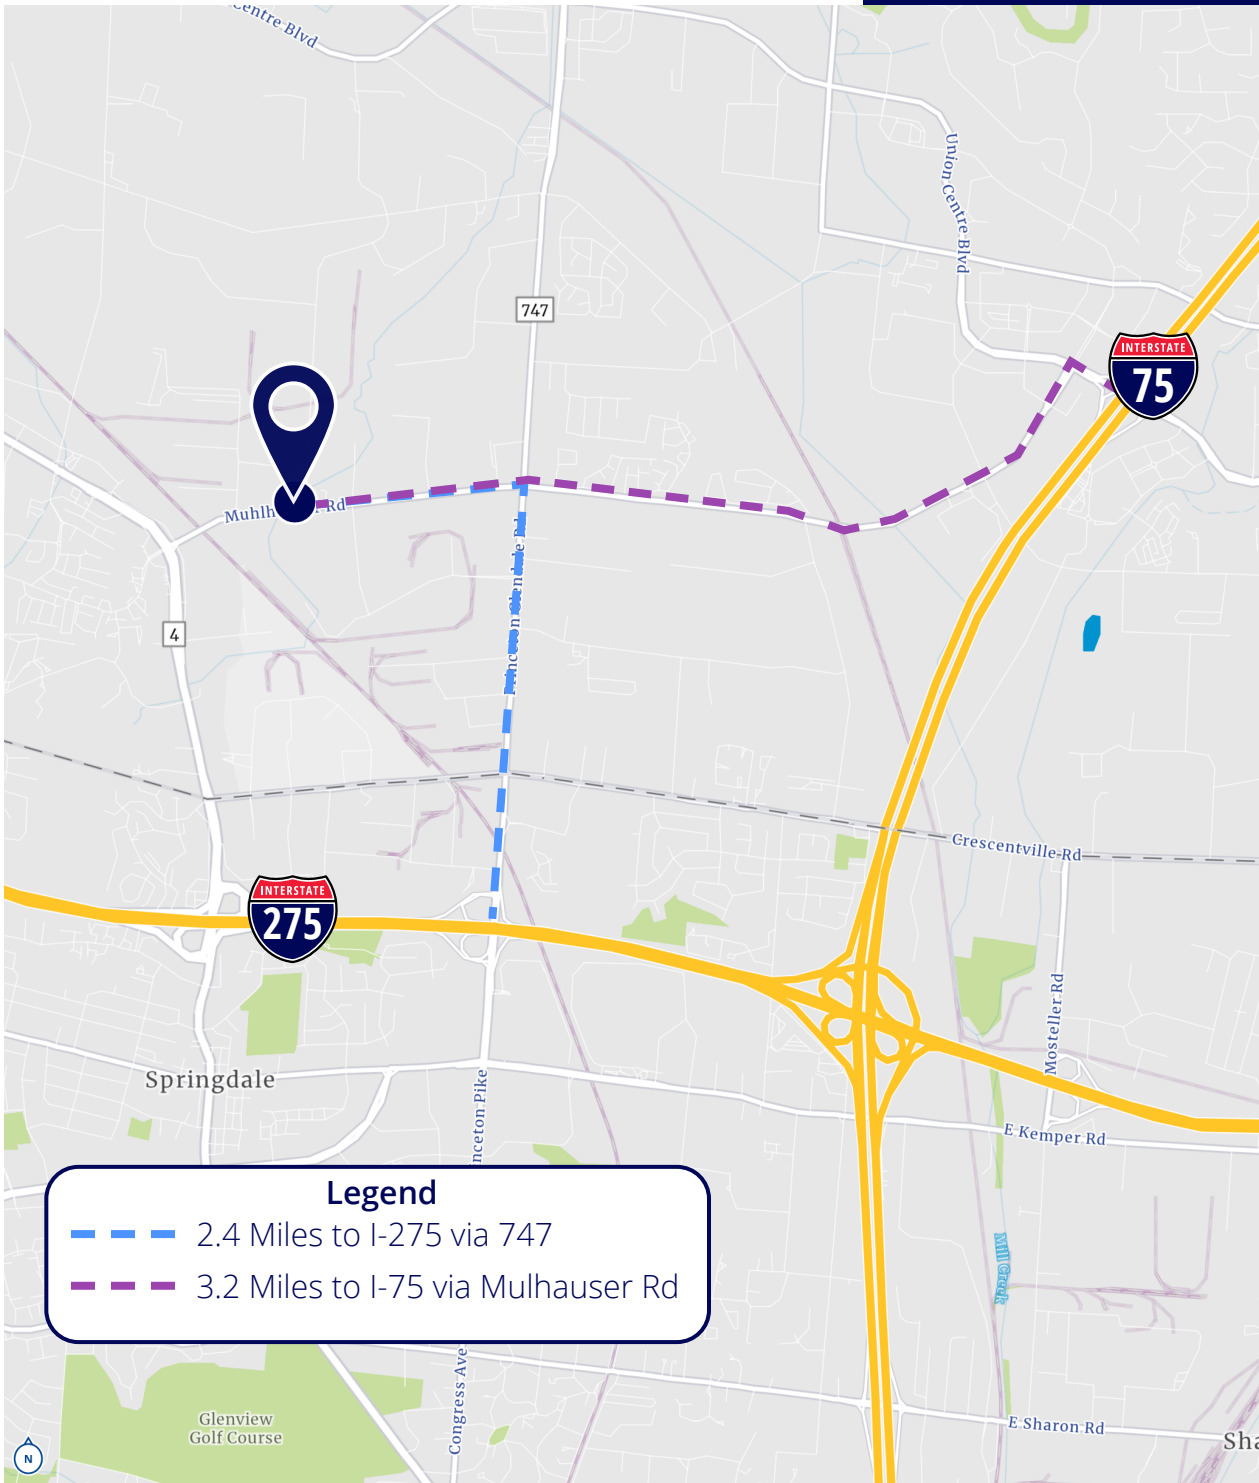 Centre Blvd
Union Centre Blvd
747
INTERSTATE
75
Rd
4
Crescentville Rd
INTERSTATE
275
Mosteller Rd
Springdale
E Kemper Rd
Legend
2.4 Miles to I-275 via 747
3.2 Miles to I-75 via Mulhauser Rd
Mill Creek
Congress Ave
Glenview
Golf Course
E Sharon Rd
N